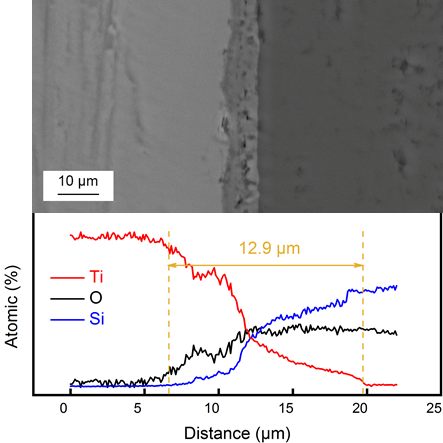 10 μm
12.9 μm
Ti
O
Si
Atomic (%)
0 5 10 15 20 25
Distance (μm)